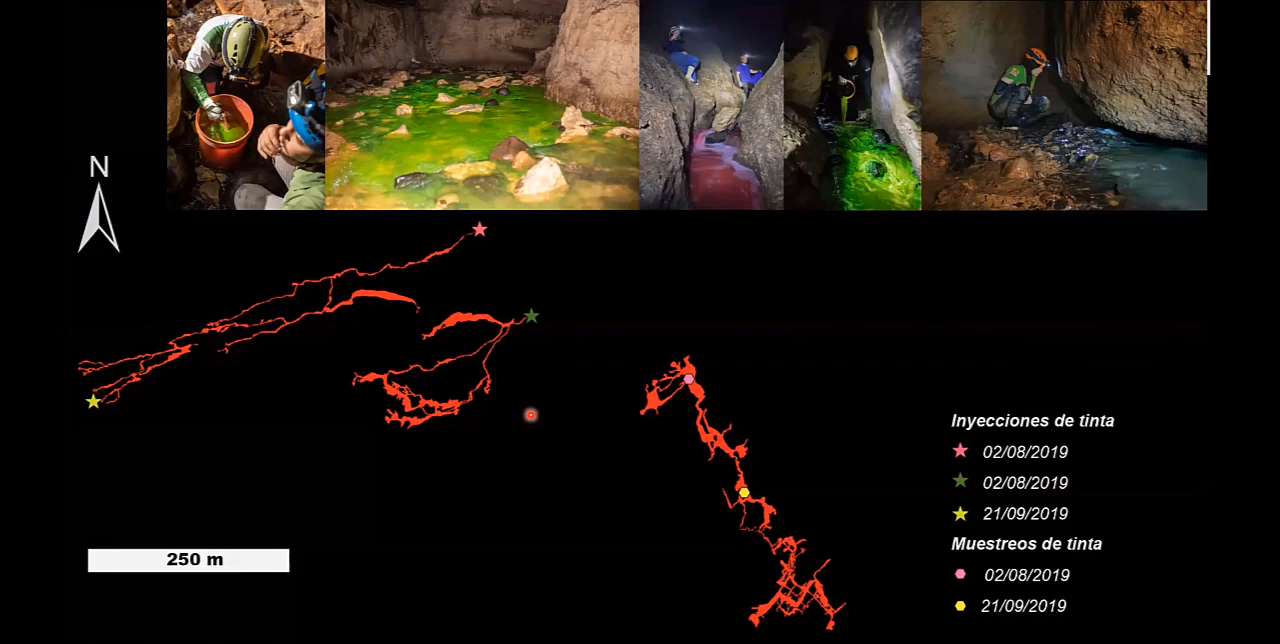 N
Inyecciones de tinta
02/08/2019
02/08/2019
21/09/2019
Muestreos de tinta
02/08/2019
21/09/2019
250 m